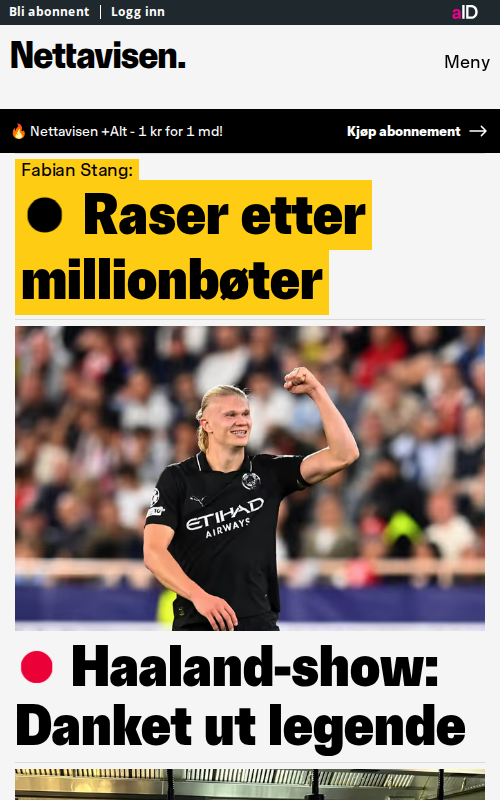 Bli abonnent
Logg inn
aID
Nettavisen.
Meny
🔥 Nettavisen +Alt - 1 kr for 1 md!
Kjøp abonnement →
Fabian Stang:
Raser etter
millionbøter
ETIHAD
AIRWAYS
Haaland-show:
Danket ut legende